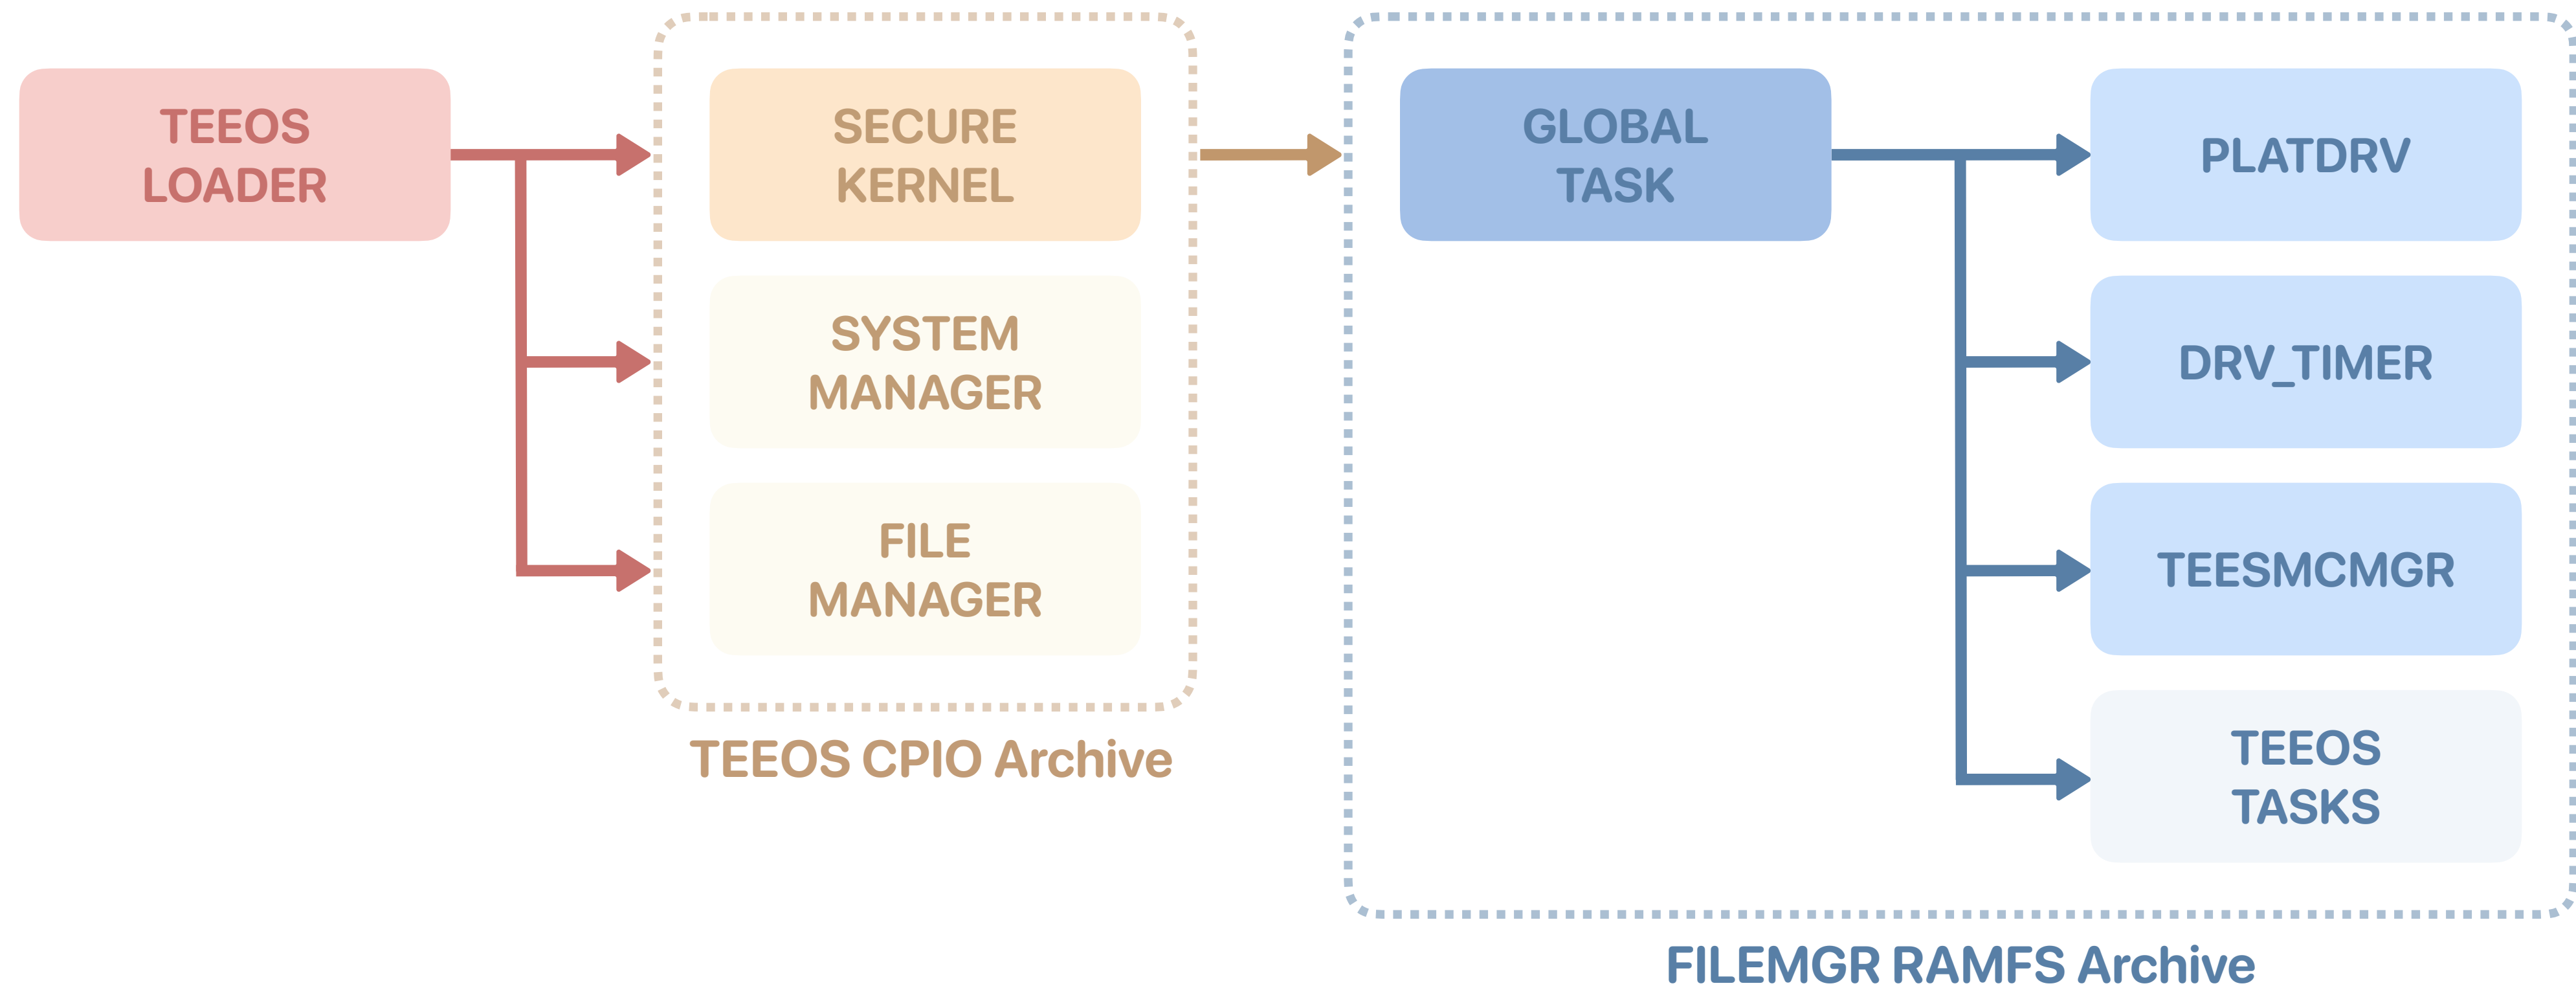 TEEOS
LOADER
SECURE
KERNEL
SYSTEM
MANAGER
FILE
MANAGER
TEEOS CPIO Archive
GLOBAL
TASK
PLATDRV
DRV_TIMER
TEESMCMGR
TEEOS
TASKS
FILEMGR RAMFS Archive